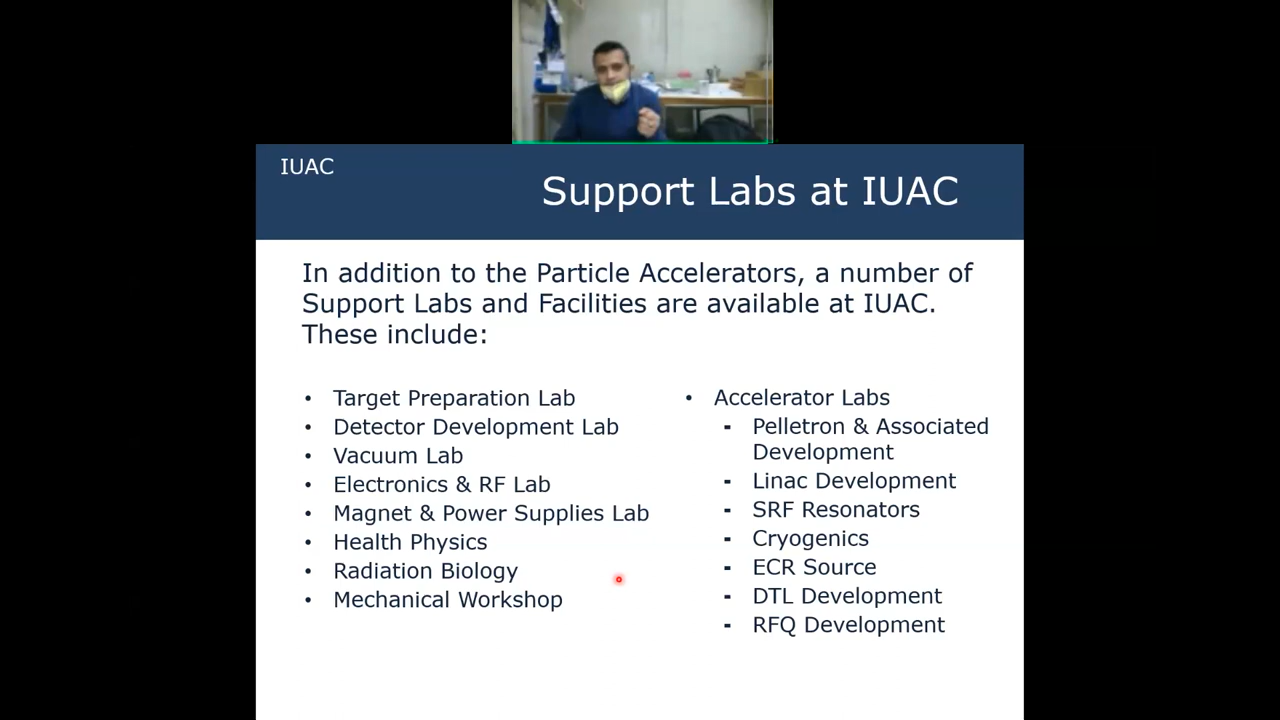 IUAC
Support Labs at IUAC
In addition to the Particle Accelerators, a number of
Support Labs and Facilities are available at IUAC.
These include:
• Target Preparation Lab
• Detector Development Lab
• Vacuum Lab
• Electronics & RF Lab
• Magnet & Power Supplies Lab
• Health Physics
• Radiation Biology
• Mechanical Workshop
• Accelerator Labs
- Pelletron & Associated
Development
- Linac Development
- SRF Resonators
- Cryogenics
- ECR Source
- DTL Development
- RFQ Development